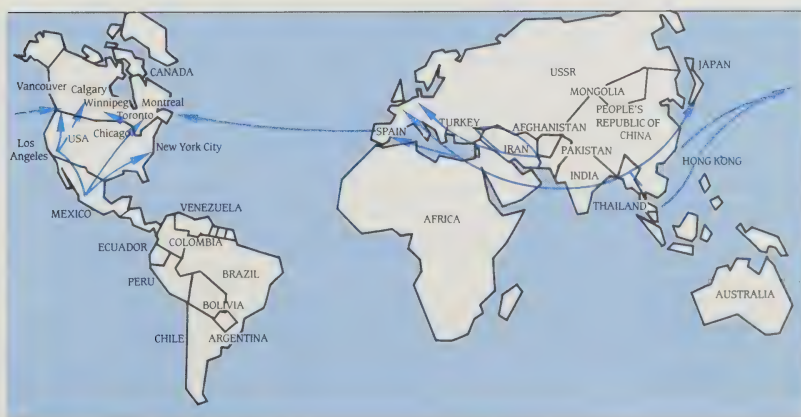 CANADA
Vancouver
Calgary
Winnipeg
Montreal
Toronto
Chicago
Los
Angeles
USA
New York City
MEXICO
VENEZUELA
COLOMBIA
ECUADOR
BRAZIL
PERU
BOLIVIA
CHILE
ARGENTINA
SPAIN
TURKEY
AFRICA
USSR
MONGOLIA
PEOPLE'S
REPUBLIC OF
CHINA
JAPAN
AFGHANISTAN
IRAN
PAKISTAN
INDIA
HONG KONG
THAILAND
AUSTRALIA